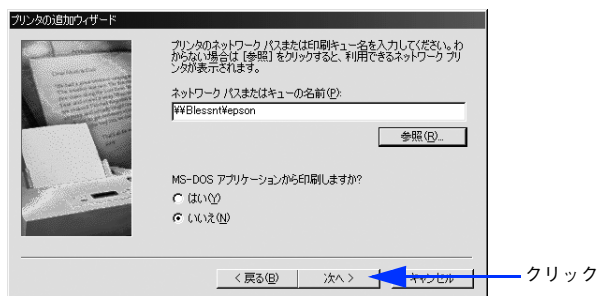 プリンタの追加ウィザード
プリンタのネットワーク パスまたは印刷キュー名を入力してください。わ
からない場合は [参照] をクリックすると、利用できるネットワーク プリ
ンタが表示されます。
ネットワーク パスまたはキューの名前(P):
¥¥Blessnt¥epson
参照(R)...
MS-DOS アプリケーションから印刷しますか?
はい(Y)
いいえ(N)
< 戻る(B)
次へ >
キャンセル
クリック